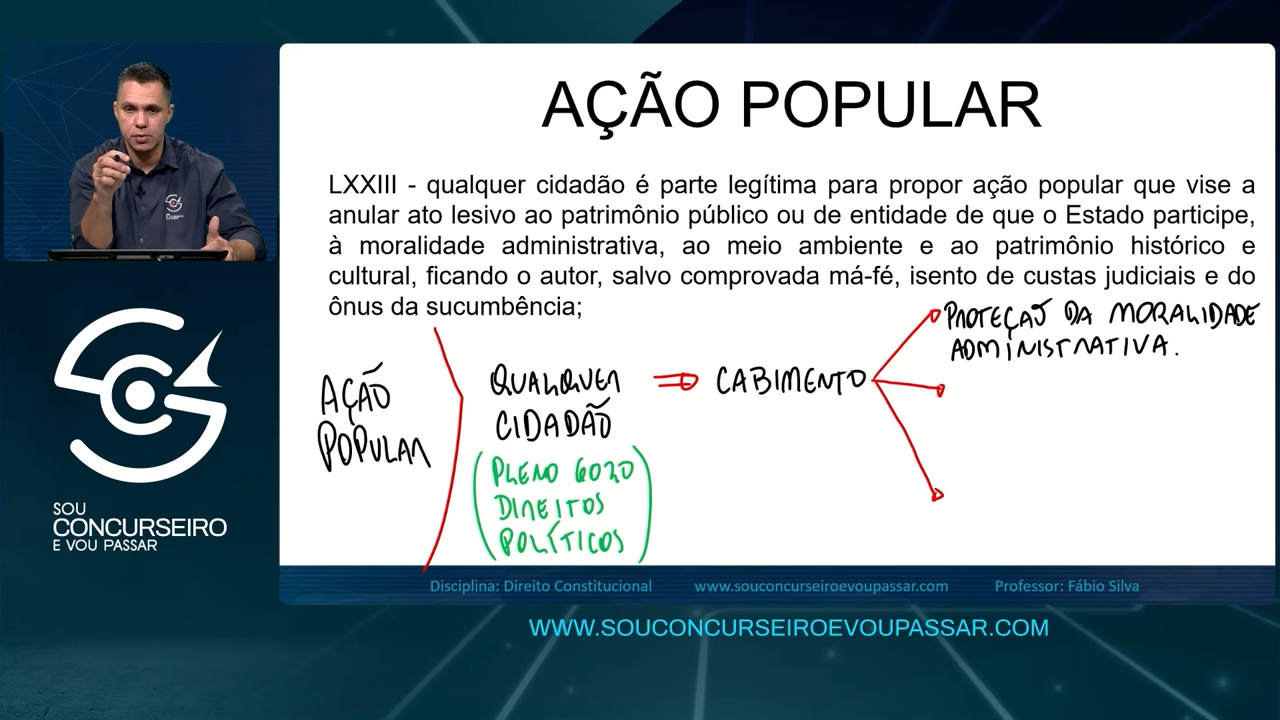 AÇÃO POPULAR
LXXIII - qualquer cidadão é parte legítima para propor ação popular que vise a
anular ato lesivo ao patrimônio público ou de entidade de que o Estado participe,
à moralidade administrativa, ao meio ambiente e ao patrimônio histórico e
cultural, ficando o autor, salvo comprovada má-fé, isento de custas judiciais e do
ônus da sucumbência;
AÇÃO
POPULAR
QUALQUER
CIDADÃO
(PLENO GOZO
DIREITOS
POLÍTICOS)
CABIMENTO
PROTEÇÃO DA MORALIDADE
ADMINISTRATIVA.
SOU
CONCURSEIRO
E VOU PASSAR
Disciplina: Direito Constitucional www.souconcurseiroevoupassar.com Professor: Fábio Silva
WWW.SOUCONCURSEIROEVOUPASSAR.COM